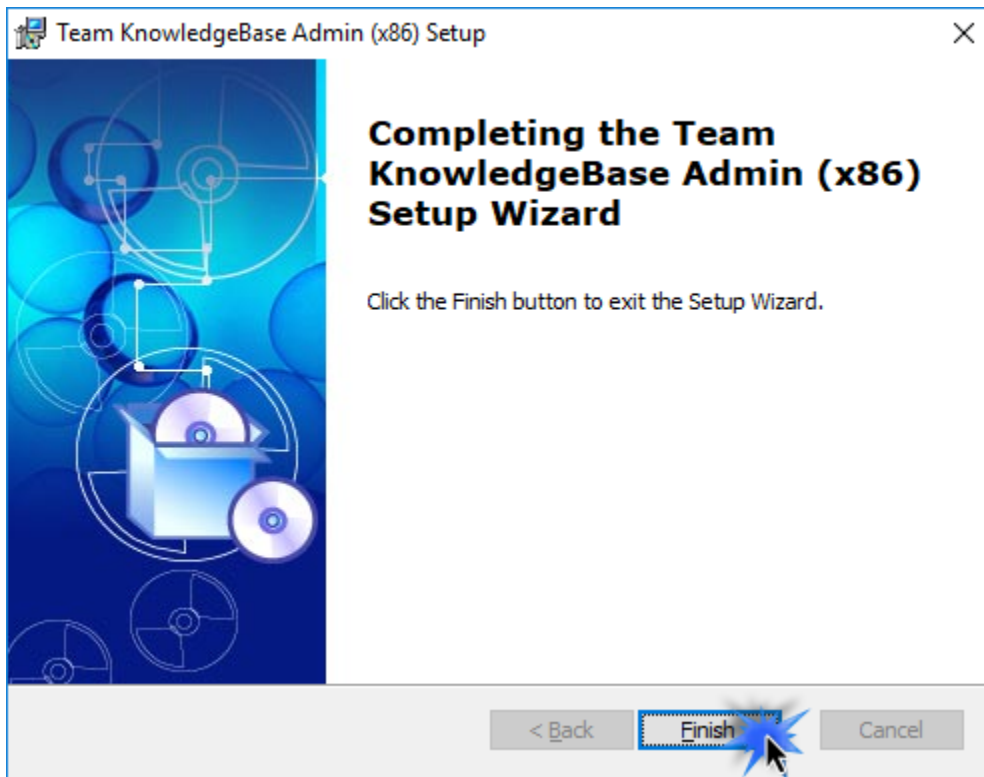 Team KnowledgeBase Admin (x86) Setup
Completing the Team
KnowledgeBase Admin (x86)
Setup Wizard
Click the Finish button to exit the Setup Wizard.
< Back
Finish
Cancel